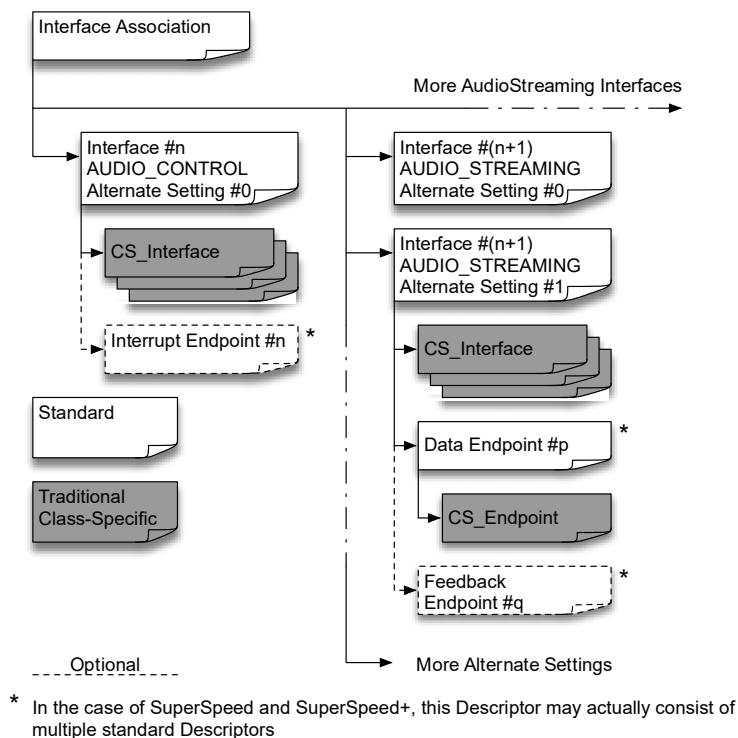 Interface Association
More AudioStreaming Interfaces
Interface #n
AUDIO_CONTROL
Alternate Setting #0
CS_Interface
Interrupt Endpoint #n *
Standard
Traditional
Class-Specific
Interface #(n+1)
AUDIO_STREAMING
Alternate Setting #0
Interface #(n+1)
AUDIO_STREAMING
Alternate Setting #1
CS_Interface
Data Endpoint #p *
CS_Endpoint
Feedback *
Endpoint #q
Optional
More Alternate Settings
* In the case of SuperSpeed and SuperSpeed+, this Descriptor may actually consist of
multiple standard Descriptors